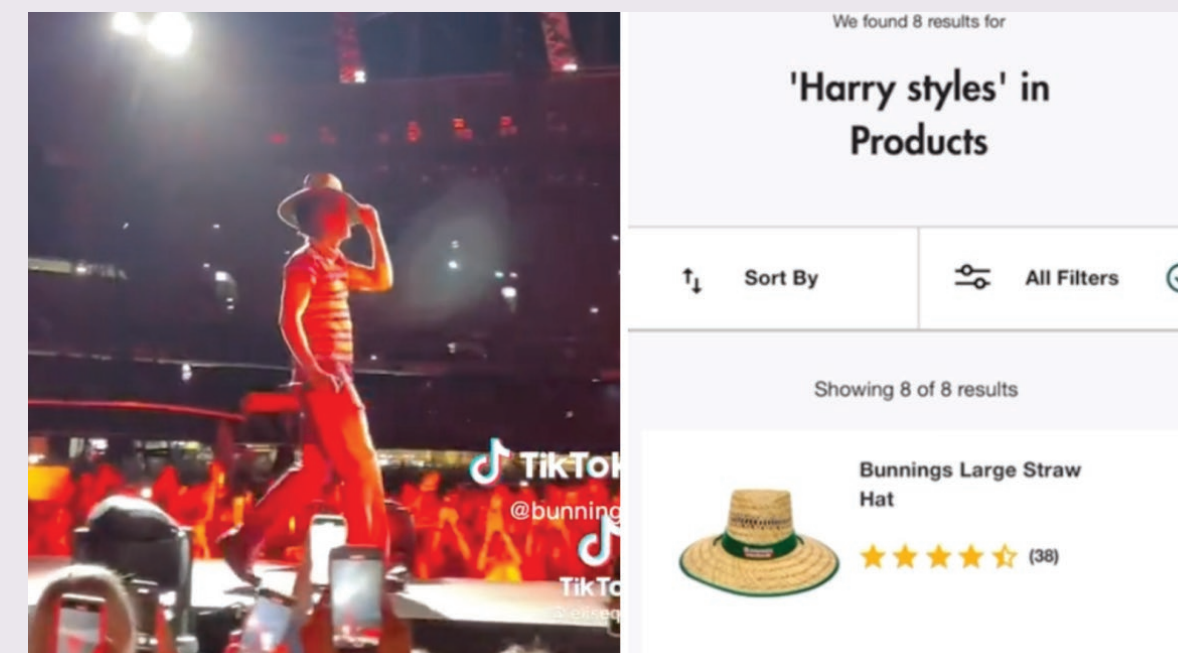 TikTok
@bunning
TikTo
We found 8 results for
'Harry styles' in
Products
Sort By
All Filters
Showing 8 of 8 results
Bunnings Large Straw
Hat
(38)